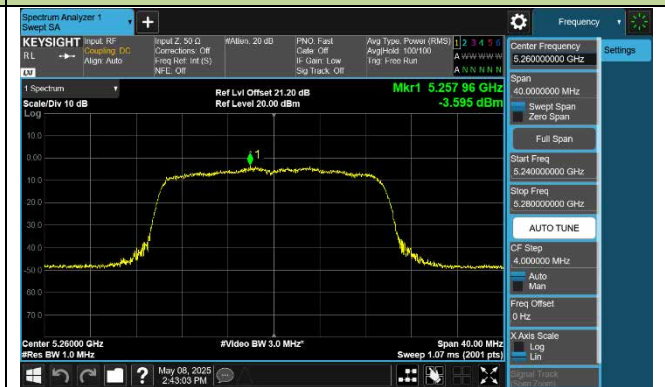 Spectrum Analyzer 1
Swept SA
+
Frequency
KEYSIGHT
RL
LV
Input: RF
Coupling: DC
Align: Auto
Input Z: 50 Ω
Corrections: Off
Freq Ref: Int (S)
NFE: Off
#Atten: 20 dB
PNO: Fast
Gate: Off
IF Gain: Low
Sig Track: Off
Avg Type: Power (RMS)
Avg|Hold: 100/100
Trig: Free Run
1 2 3 4 5 6
A W W W W W
A N N N N N
1 Spectrum
Scale/Div 10 dB
Log
Ref Lvl Offset 21.20 dB
Ref Level 20.00 dBm
Mkr1 5.257 96 GHz
-3.595 dBm
10.0
0.00
-10.0
-20.0
-30.0
-40.0
-50.0
-60.0
-70.0
1
Center 5.26000 GHz
#Res BW 1.0 MHz
#Video BW 3.0 MHz*
Span 40.00 MHz
Sweep 1.07 ms (2001 pts)
Center Frequency
5.260000000 GHz
Settings
Span
40.0000000 MHz
Swept Span
Zero Span
Full Span
Start Freq
5.240000000 GHz
Stop Freq
5.280000000 GHz
AUTO TUNE
CF Step
4.000000 MHz
Auto
Man
Freq Offset
0 Hz
X Axis Scale
Log
Lin
Signal Track
(Span Zoom)
?
May 08, 2025
2:43:03 PM